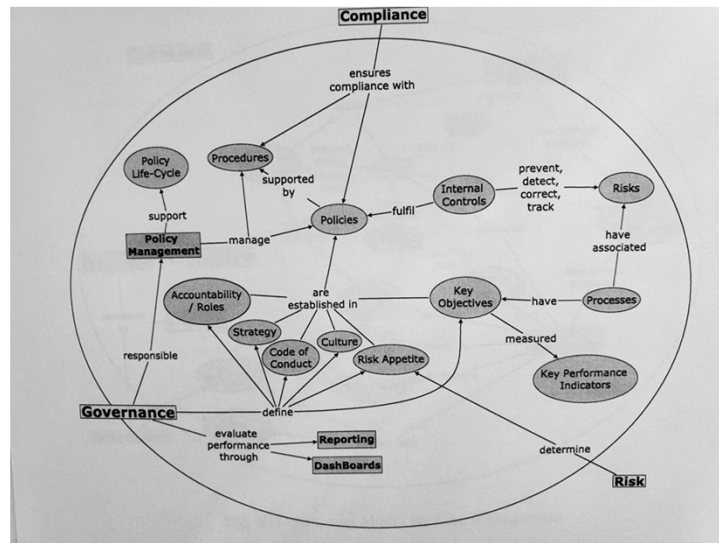 Compliance
ensures
compliance with
Policy
Life-Cycle
Procedures
prevent,
detect,
correct,
track
Internal
Controls
Risks
supported
by
support
Policies
fulfil
Policy
Management
manage
have
associated
Accountability
/ Roles
are
established in
Key
Objectives
have
Processes
Strategy
Culture
Code of
Conduct
Risk Appetite
measured
responsible
Key Performance
Indicators
Governance
define
evaluate
performance
through
Reporting
DashBoards
determine
Risk